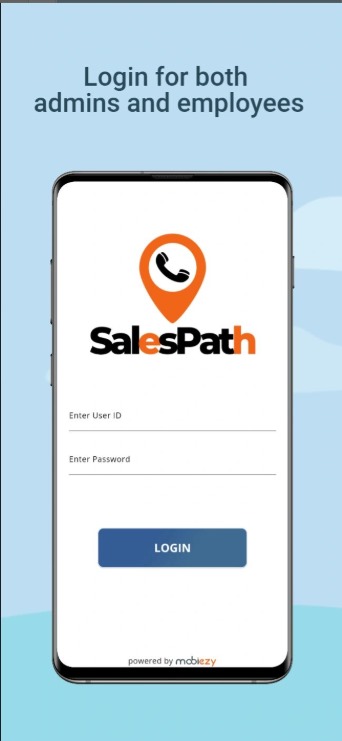 Login for both
admins and employees
SalesPath
Enter User ID
Enter Password
LOGIN
powered by mobiezy